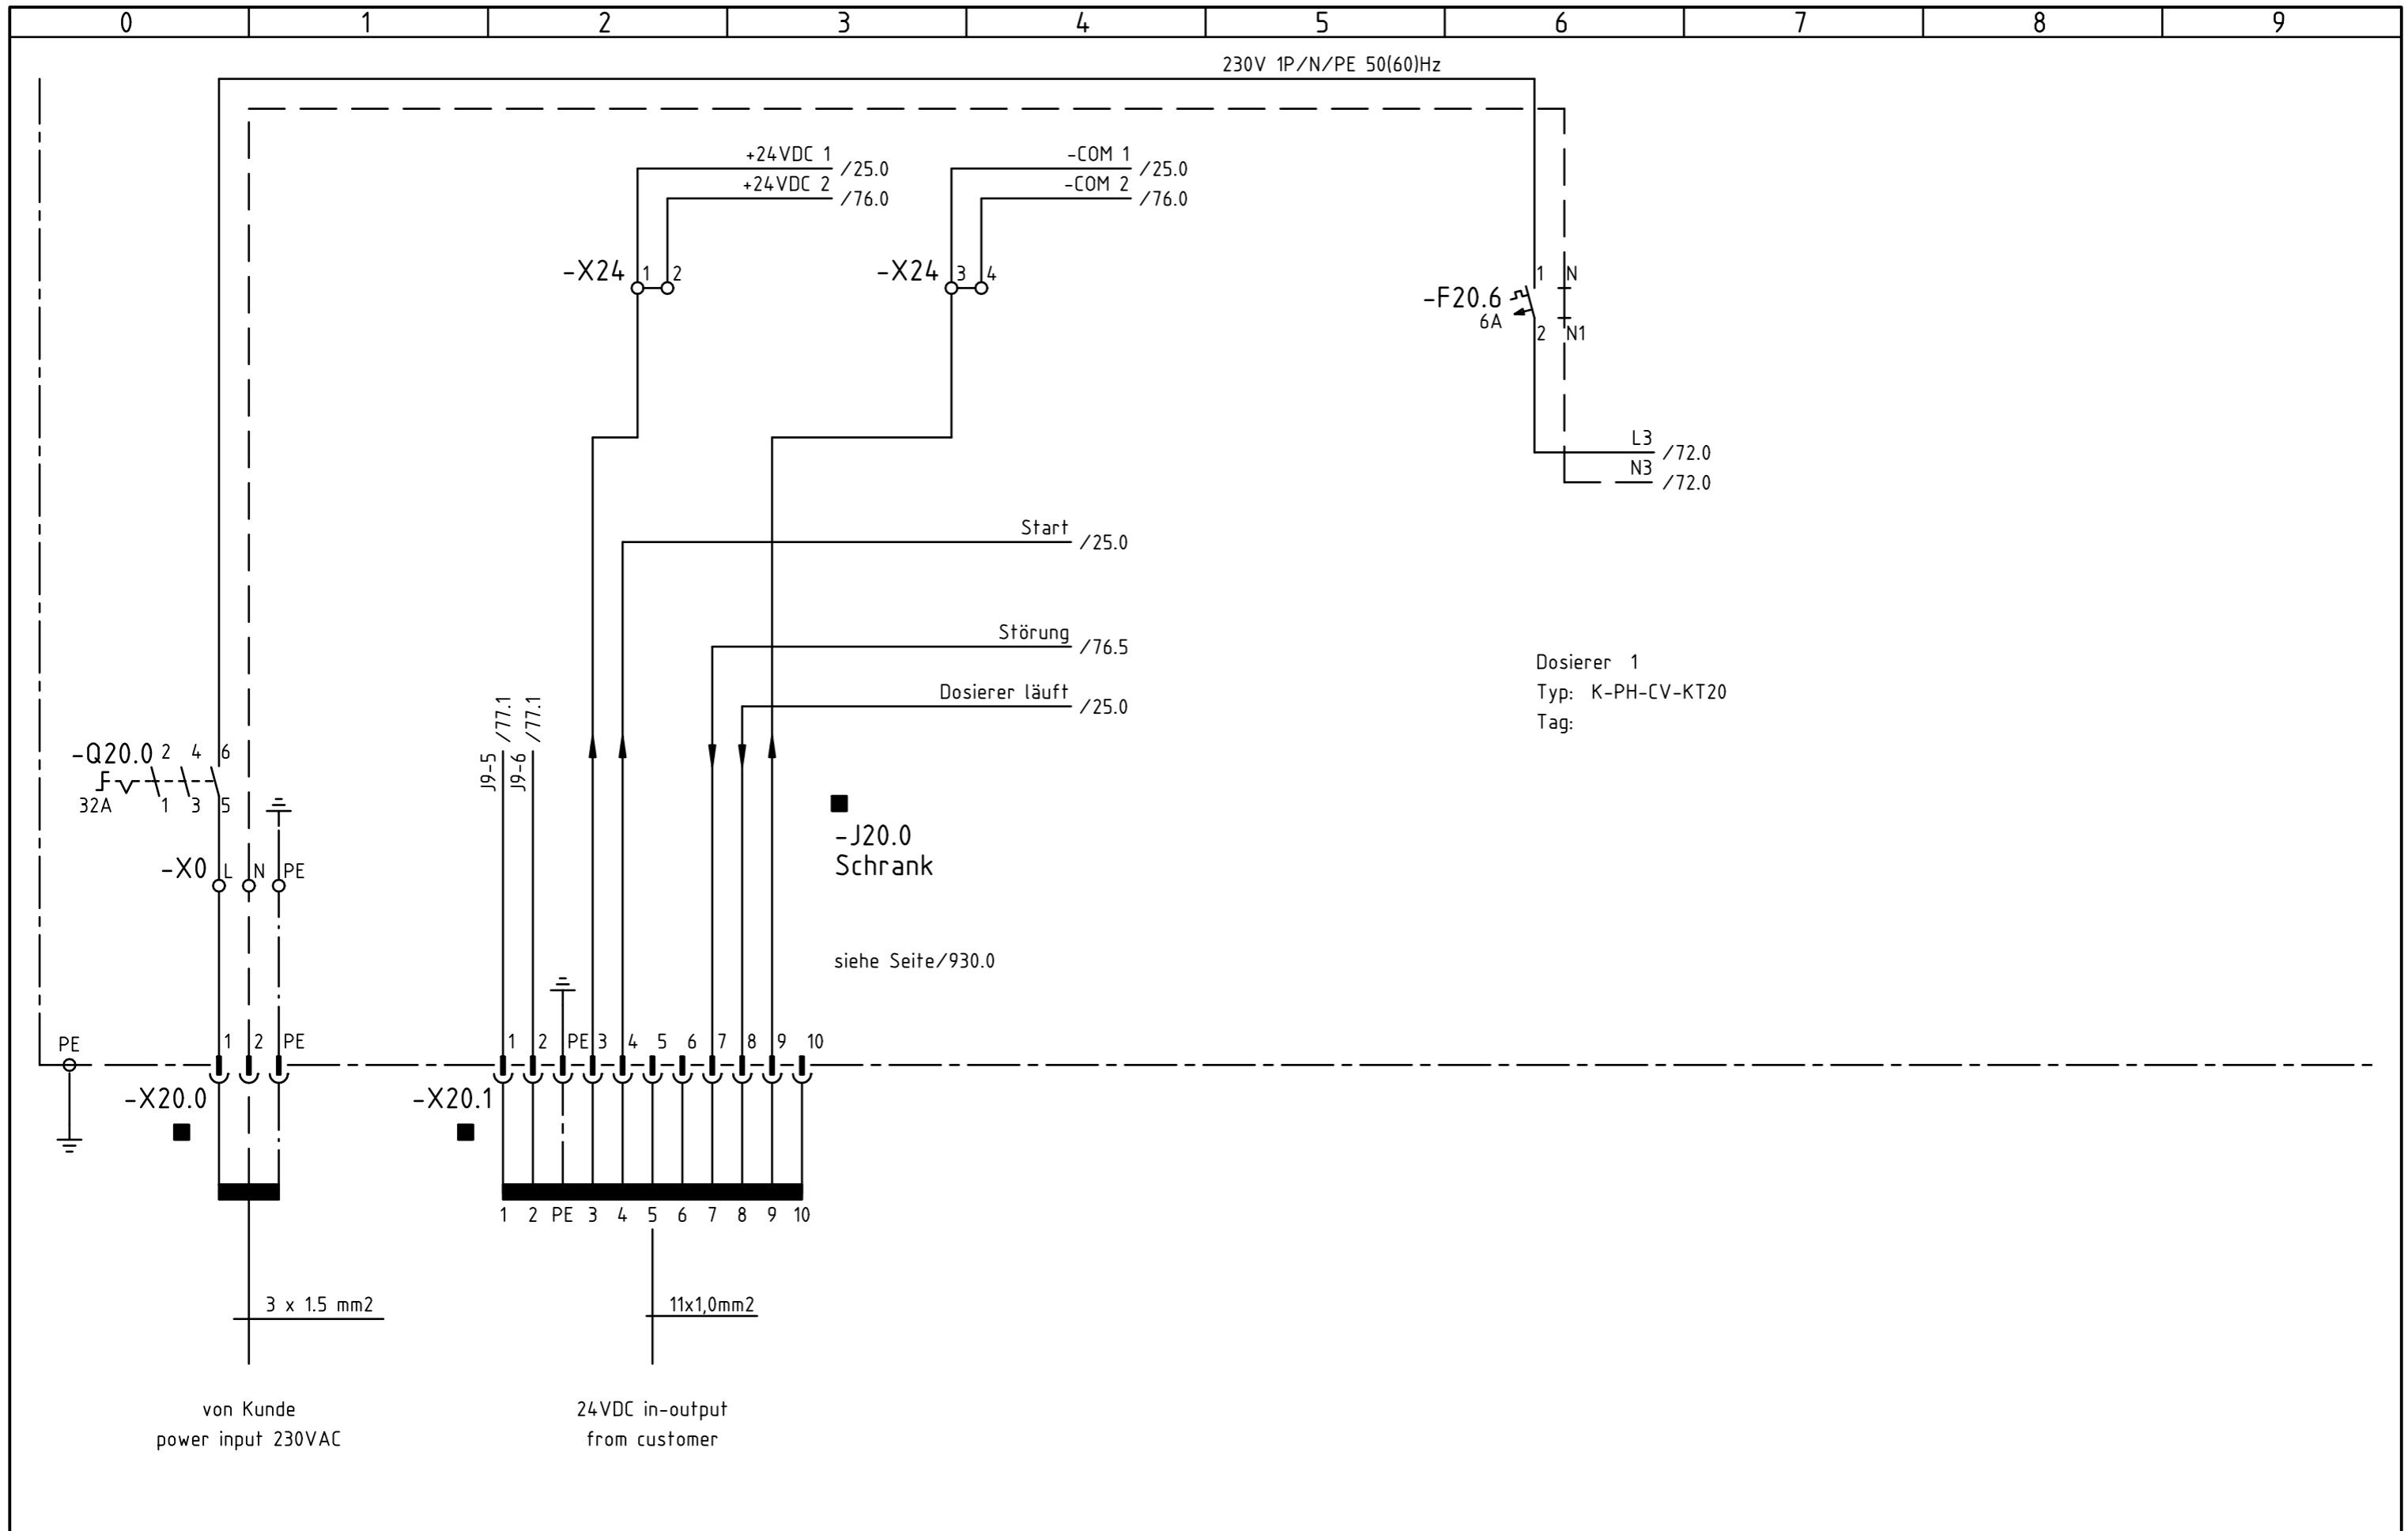 0 1 2 3 4 5 6 7 8 9
230V 1P/N/PE 50(60)Hz
+24VDC 1 /25.0
+24VDC 2 /76.0
-COM 1 /25.0
-COM 2 /76.0
-X24 1 2
-X24 3 4
1 N
-F20.6
6A
2 N1
L3 /72.0
N3 /72.0
Start /25.0
Störung /76.5
Dosierer läuft /25.0
Dosierer 1
Typ: K-PH-CV-KT20
Tag:
J9-5 /77.1
J9-6 /77.1
-Q20.0 2 4 6
32A 1 3 5
-J20.0
Schrank
-X0 L N PE
siehe Seite/930.0
PE
1 2 PE
1 2 PE 3 4 5 6 7 8 9 10
-X20.0
-X20.1
1 2 PE 3 4 5 6 7 8 9 10
3 x 1.5 mm2
11x1,0mm2
von Kunde
power input 230VAC
24VDC in-output
from customer